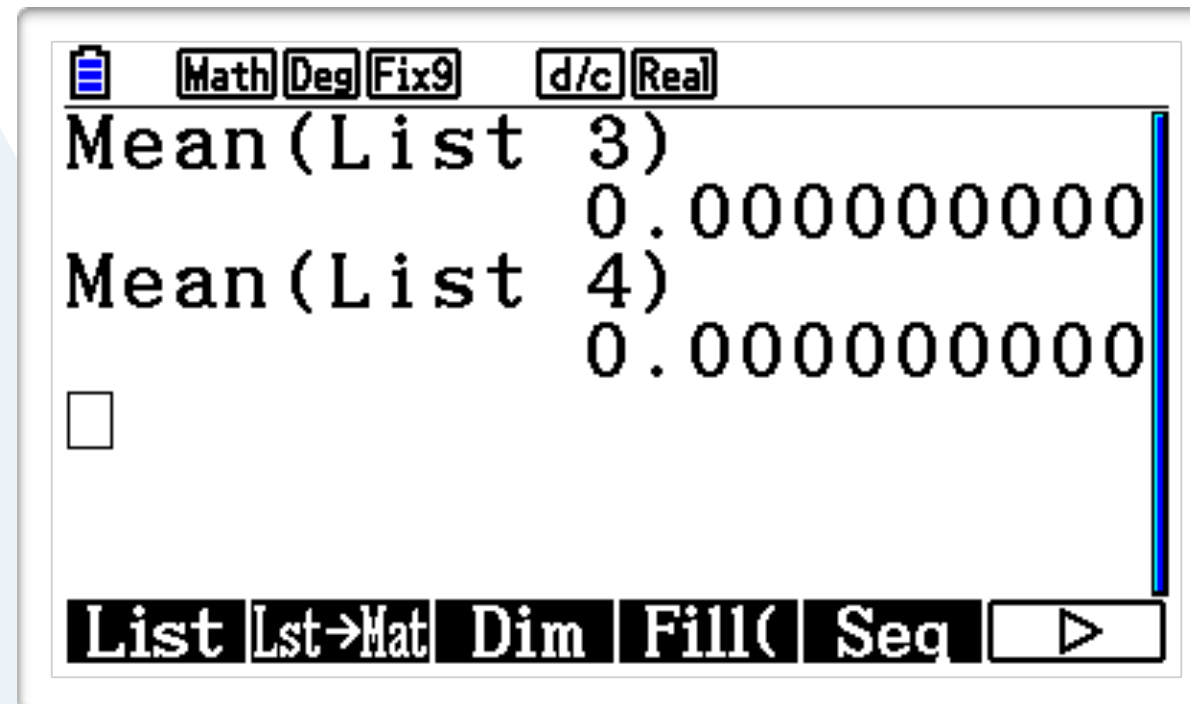 Math Deg Fix9 d/c Real
Mean(List 3)
0.000000000
Mean(List 4)
0.000000000
List Lst→Mat Dim Fill( Seq ▷